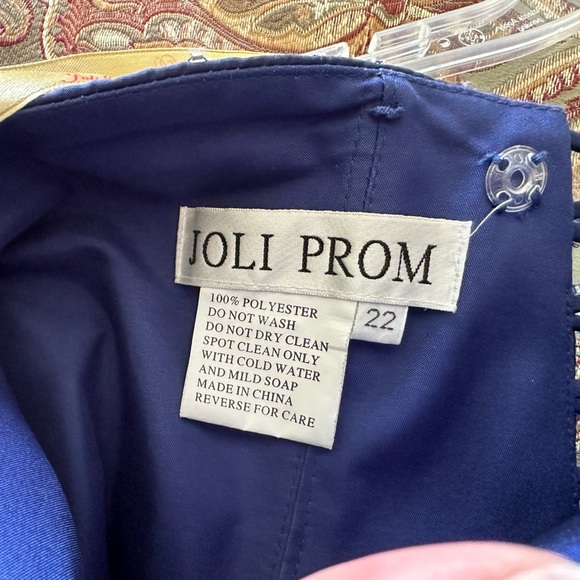 JOLI PROM
22
100% POLYESTER
DO NOT WASH
DO NOT DRY CLEAN
SPOT CLEAN ONLY
WITH COLD WATER
AND MILD SOAP
MADE IN CHINA
REVERSE FOR CARE